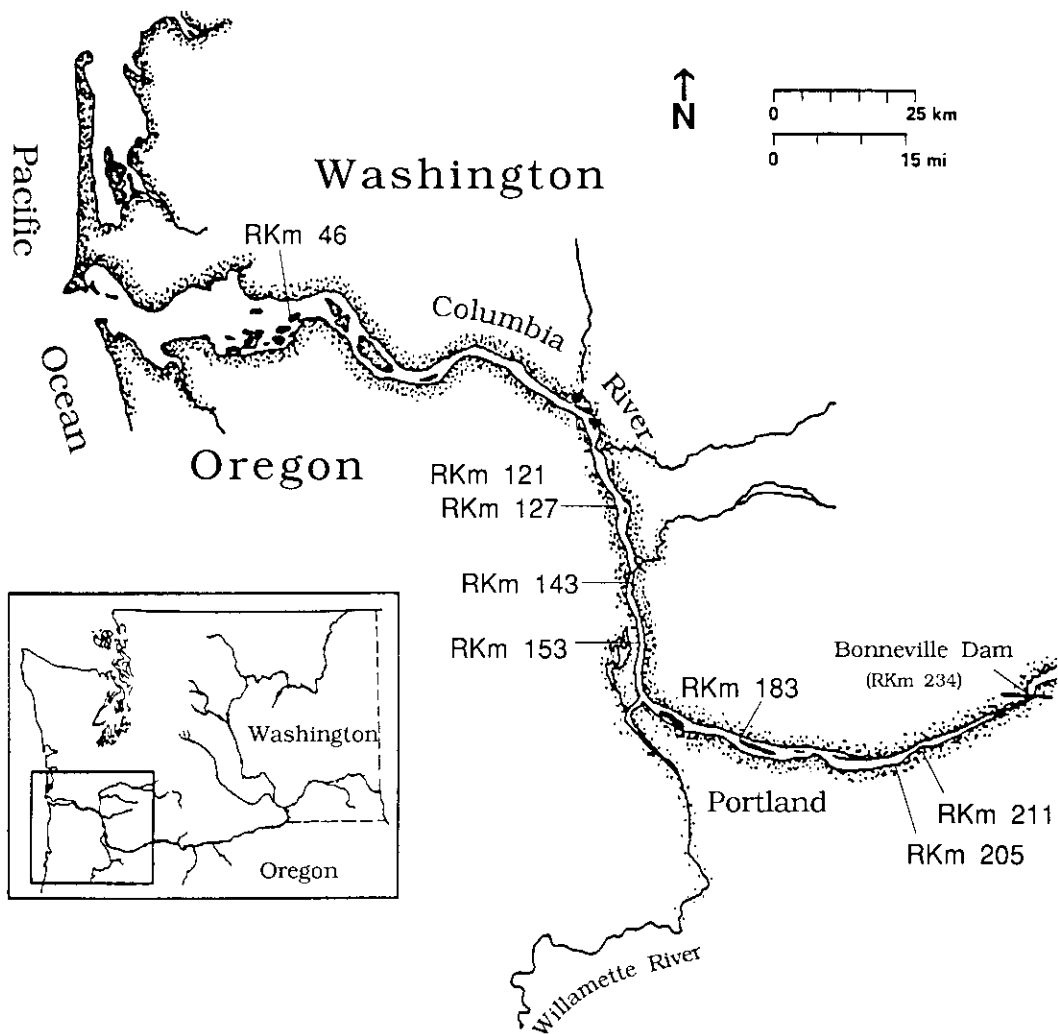 N
0 25 km
0 15 mi
Pacific
Ocean
Washington
RKm 46
Columbia
River
Oregon
RKm 121
RKm 127
RKm 143
RKm 153
RKm 183
Bonneville Dam
(RKm 234)
Portland
RKm 211
RKm 205
Willamette River
Washington
Oregon